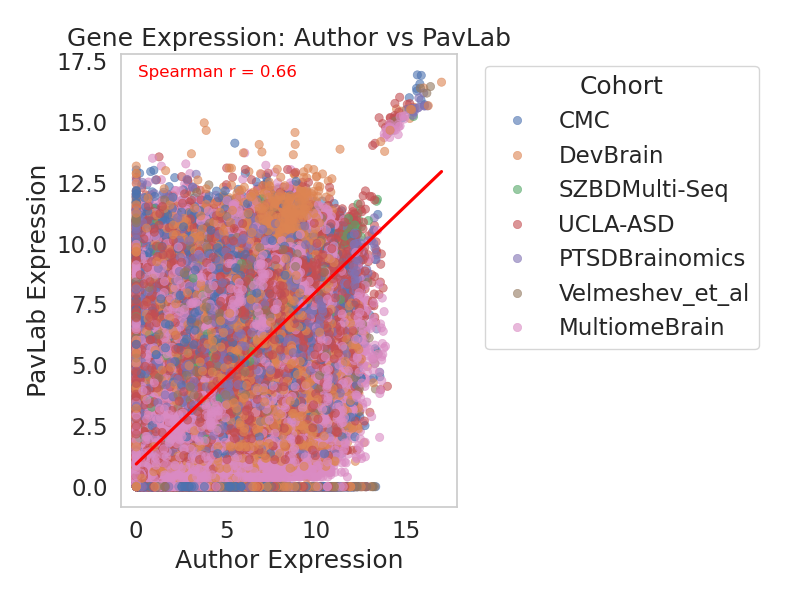 Gene Expression: Author vs PavLab
Spearman r = 0.66
17.5
15.0
12.5
10.0
7.5
5.0
2.5
0.0
PavLab Expression
0 5 10 15
Author Expression
Cohort
CMC
DevBrain
SZBDMulti-Seq
UCLA-ASD
PTSDBrainomics
Velmeshev_et_al
MultiomeBrain